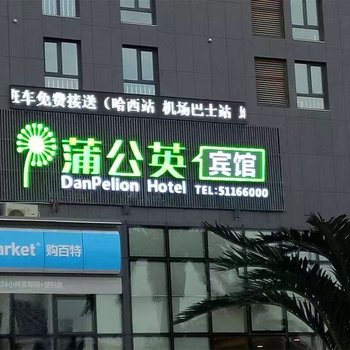 班车免费接送（哈西站 机场巴士站
蒲公英 宾馆
DanPelion Hotel TEL:51166000
arket 购百特